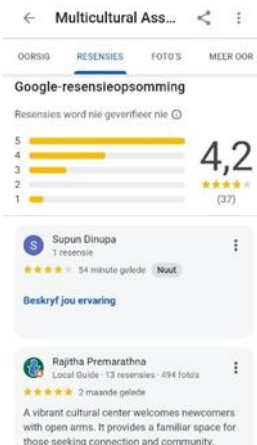 Multicultural Ass...
OORSIG RESENSIES FOTO'S MEER OOR
Google-resensieopsomming
Resensies word nie geverifieer nie
5
4
3
2
1
4,2
(37)
S
Supun Dinupa
1 resensie
54 minute gelede Nuut
Beskryf jou ervaring
Rajitha Premarathna
Local Guide · 13 resensies · 494 foto's
2 maande gelede
A vibrant cultural center welcomes newcomers
with open arms. It provides a familiar space for
those seeking connection and community.